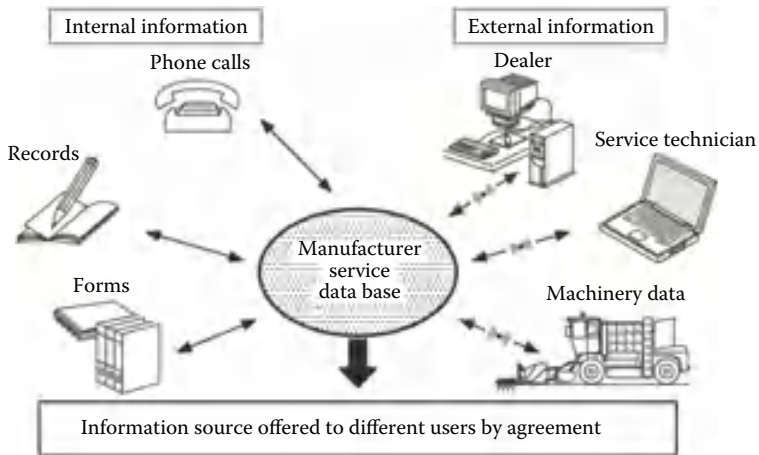 Internal information
External information
Phone calls
Dealer
Records
Service technician
Manufacturer
service
data base
Forms
Machinery data
Information source offered to different users by agreement